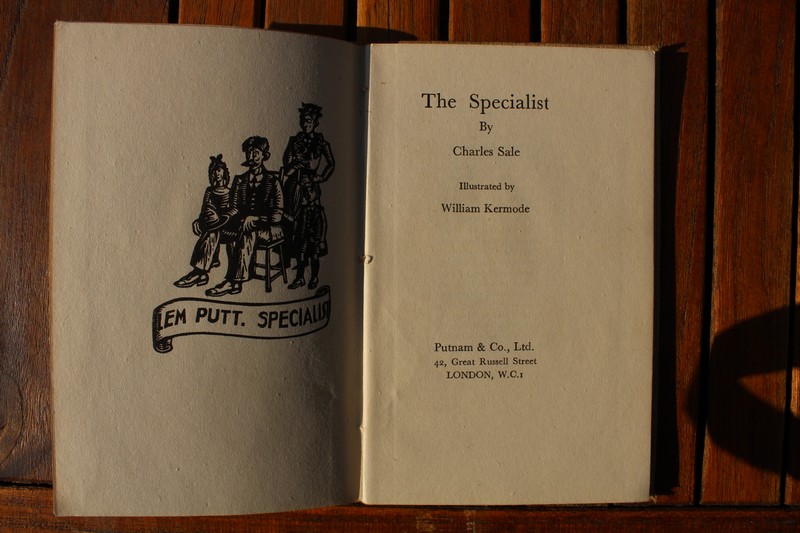 LEM PUTT. SPECIALIST
The Specialist
By
Charles Sale
Illustrated by
William Kermode
Putnam & Co., Ltd.
42, Great Russell Street
LONDON, W.C.1